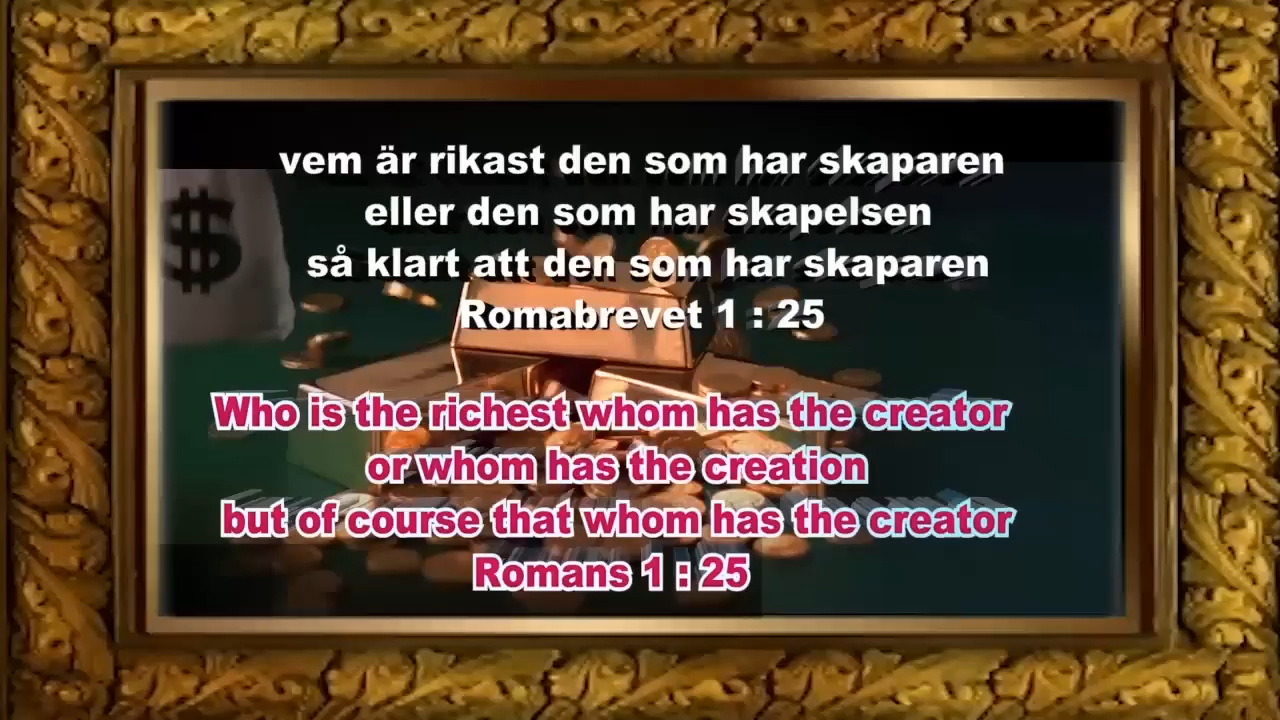 vem är rikast den som har skaparen
eller den som har skapelsen
så klart att den som har skaparen
Romabrevet 1 : 25
$
Who is the richest whom has the creator
or whom has the creation
but of course that whom has the creator
Romans 1 : 25